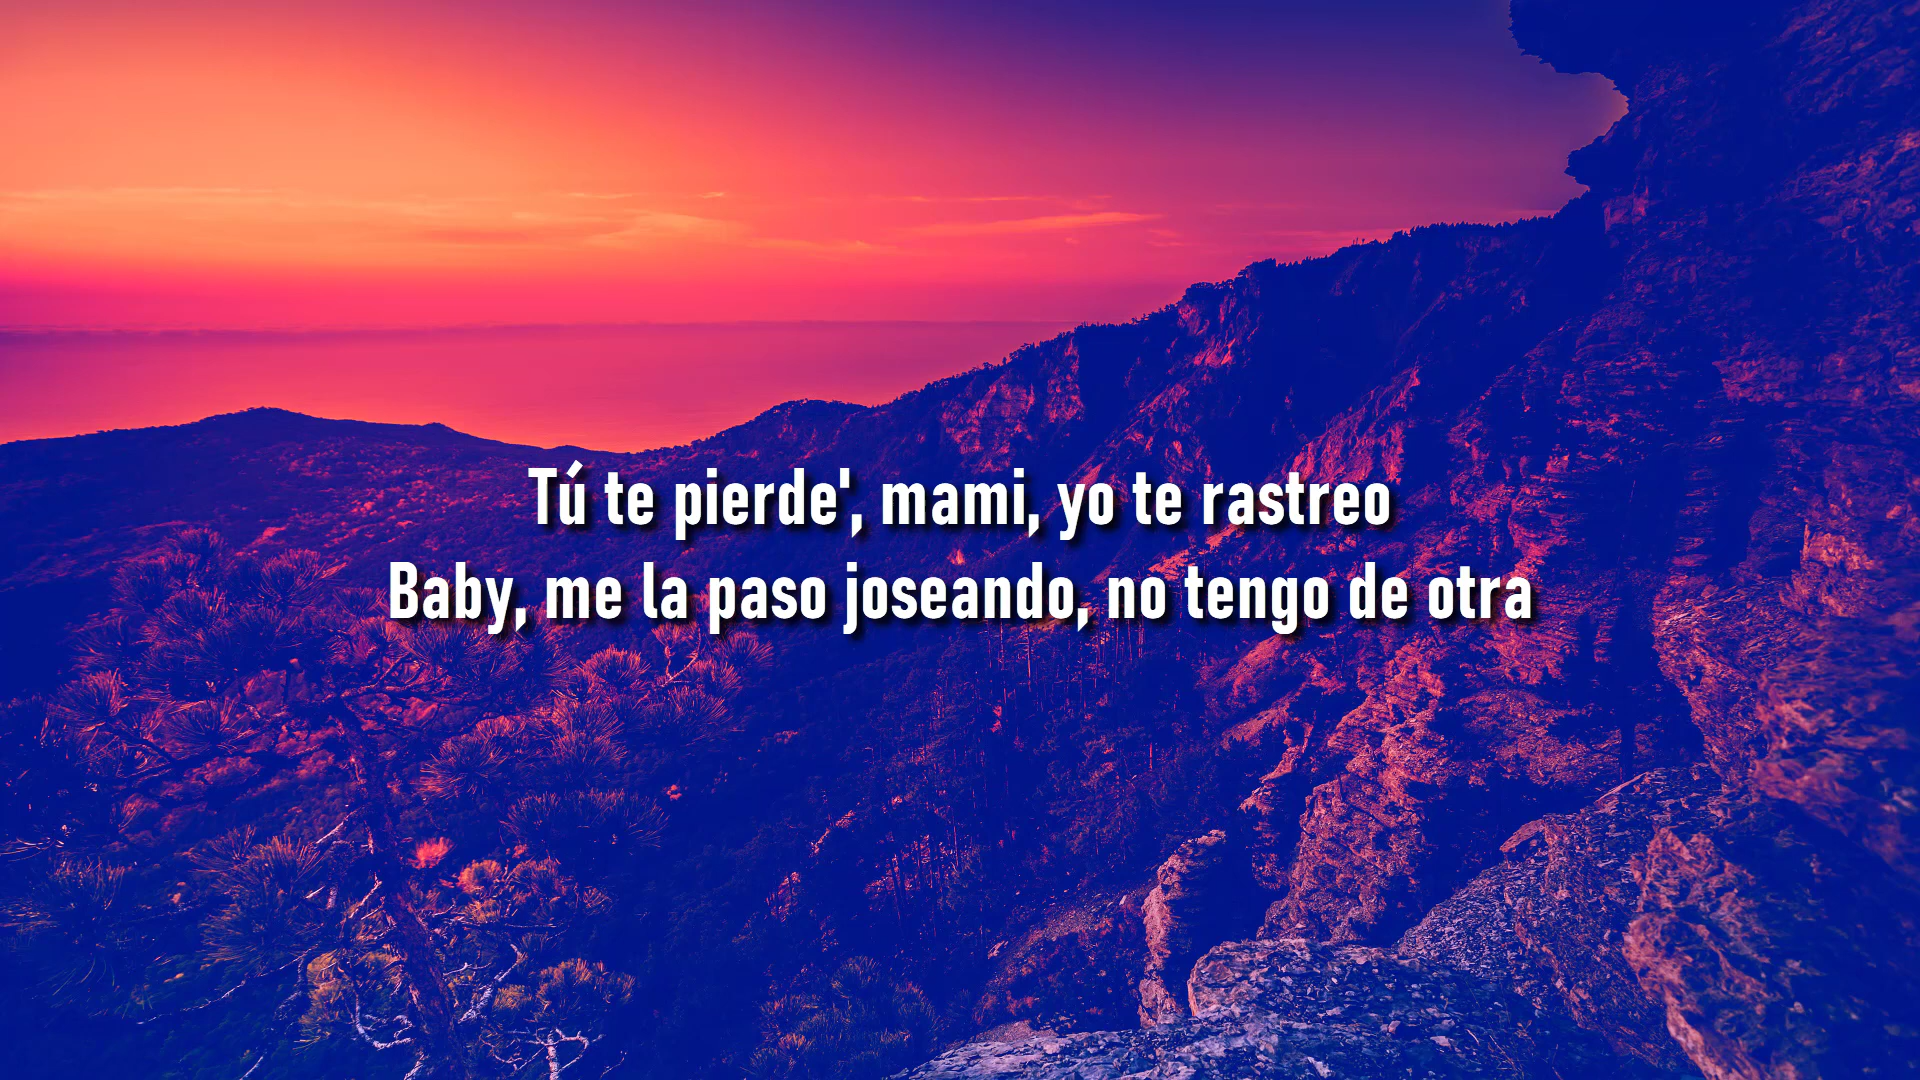 Tú te pierde', mami, yo te rastreo
Baby, me la paso joseando, no tengo de otra